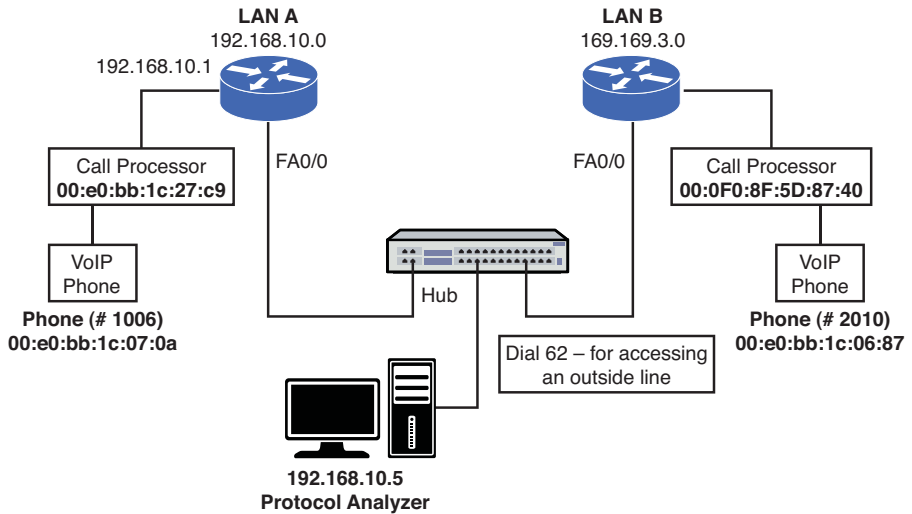 LAN A
192.168.10.0
LAN B
169.169.3.0
192.168.10.1
FA0/0
FA0/0
Call Processor
00:e0:bb:1c:27:c9
Call Processor
00:0F0:8F:5D:87:40
VoIP
Phone
Hub
VoIP
Phone
Phone (# 1006)
00:e0:bb:1c:07:0a
Phone (# 2010)
00:e0:bb:1c:06:87
Dial 62 – for accessing
an outside line
192.168.10.5
Protocol Analyzer